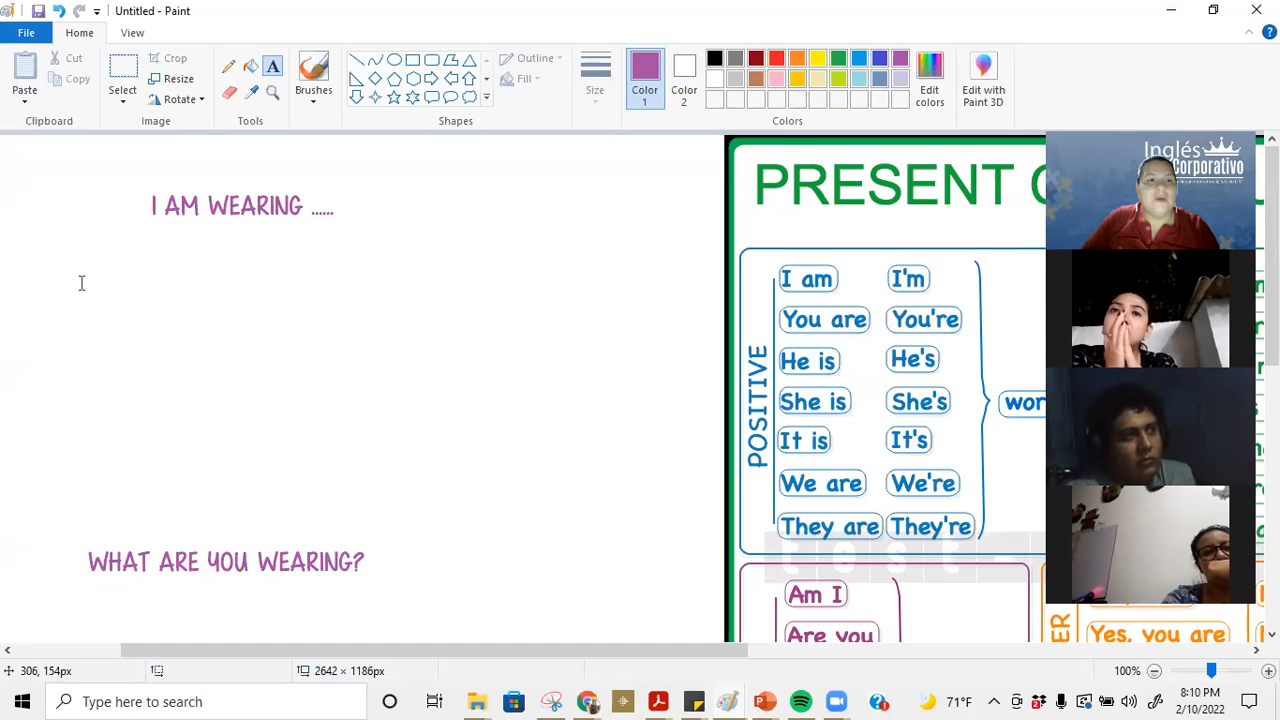 Untitled - Paint
File
Home
View
Paste
Cut
Copy
Clipboard
Select
Crop
Resize
Rotate
Image
Tools
Brushes
Shapes
Outline
Fill
Size
Color 1
Color 2
Colors
Edit colors
Edit with Paint 3D
I AM WEARING ......
WHAT ARE YOU WEARING?
PRESENT
POSITIVE
I am I'm
You are You're
He is He's
She is She's
It is It's
We are We're
They are They're
wor
test
Am I
Are you
Yes, you are
ER
Inglés
Corporativo
306, 154px
2642 × 1186px
100%
Type here to search
71°F
8:10 PM
2/10/2022